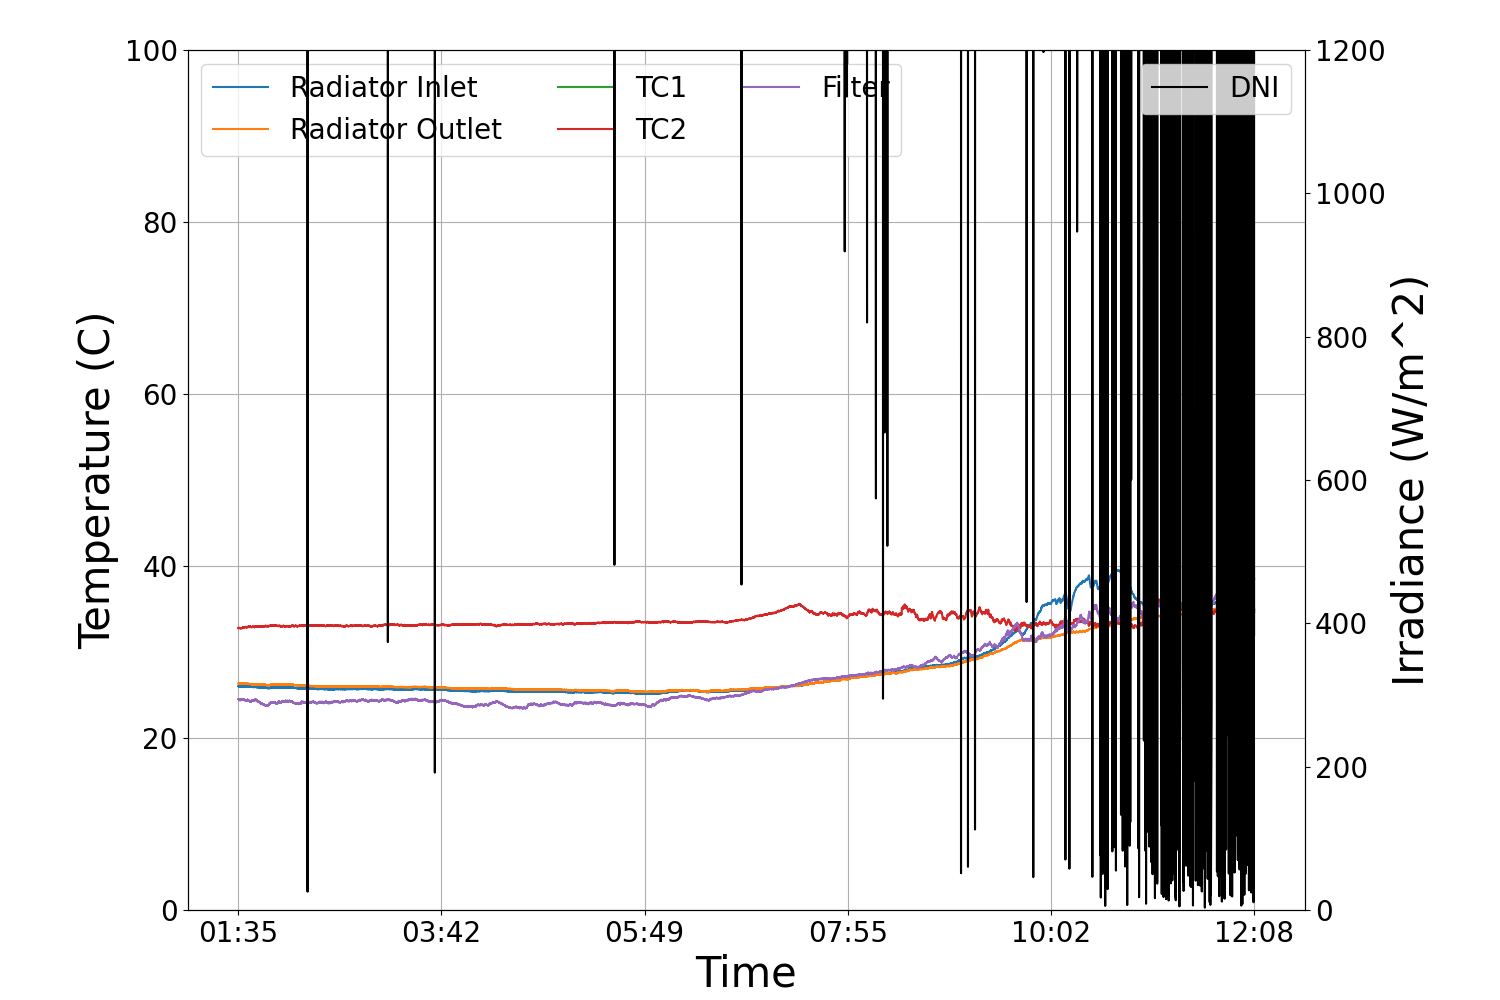 100
80
60
40
20
0
Temperature (C)
Radiator Inlet
Radiator Outlet
TC1
TC2
Filter
DNI
1200
1000
800
600
400
200
0
Irradiance (W/m^2)
01:35 03:42 05:49 07:55 10:02 12:08
Time